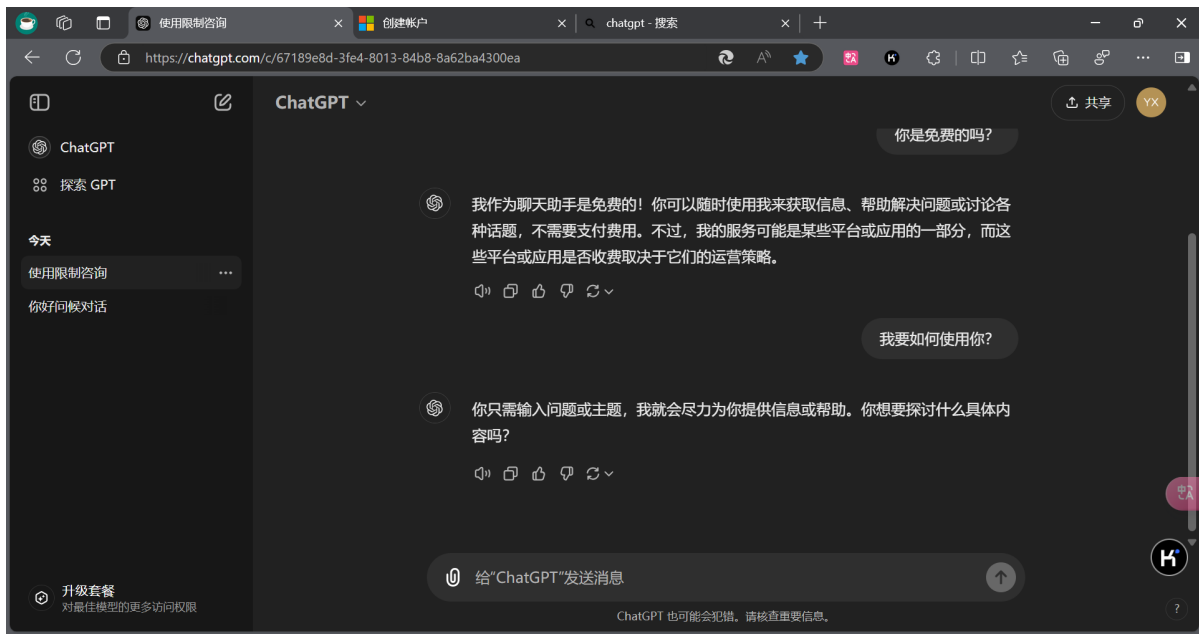 使用限制咨询
创建帐户
chatgpt - 搜索
https://chatgpt.com/c/67189e8d-3fe4-8013-84b8-8a62ba4300ea
ChatGPT
共享
YX
ChatGPT
探索 GPT
今天
使用限制咨询
你好问候对话
升级套餐
对最佳模型的更多访问权限
你是免费的吗？
我作为聊天助手是免费的！你可以随时使用我来获取信息、帮助解决问题或讨论各
种话题，不需要支付费用。不过，我的服务可能是某些平台或应用的一部分，而这
些平台或应用是否收费取决于它们的运营策略。
我要如何使用你？
你只需输入问题或主题，我就会尽力为你提供信息或帮助。你想要探讨什么具体内
容吗？
给“ChatGPT”发送消息
ChatGPT 也可能会犯错。请核查重要信息。
中A
K
?